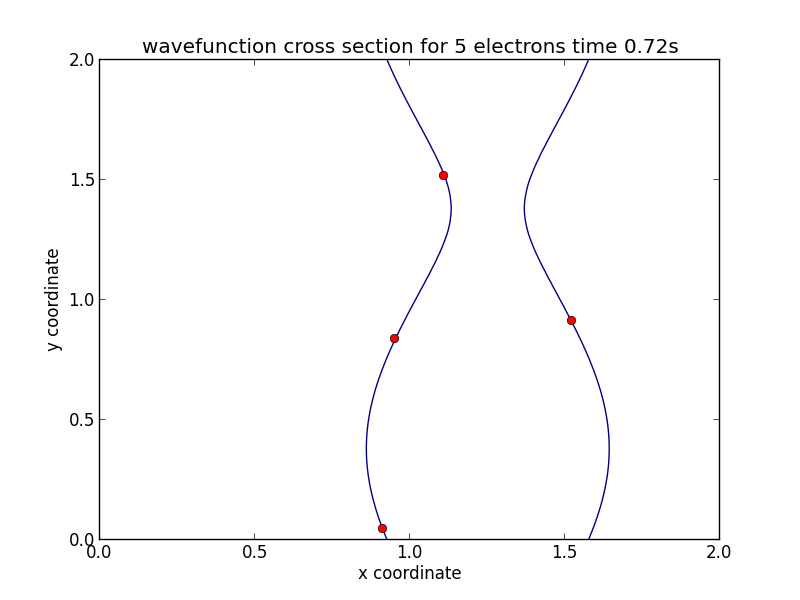 wavefunction cross section for 5 electrons time 0.72s
2.0
1.5
1.0
0.5
0.0
y coordinate
0.0 0.5 1.0 1.5 2.0
x coordinate